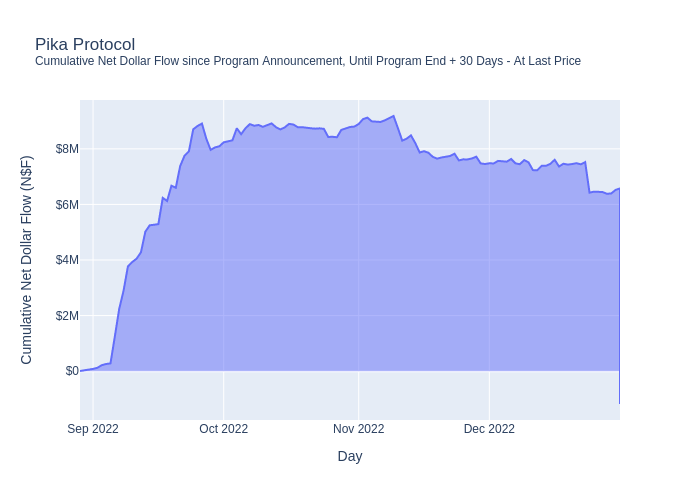 Pika Protocol
Cumulative Net Dollar Flow since Program Announcement, Until Program End + 30 Days - At Last Price
Cumulative Net Dollar Flow (N$F)
$8M
$6M
$4M
$2M
$0
Sep 2022
Oct 2022
Nov 2022
Dec 2022
Day